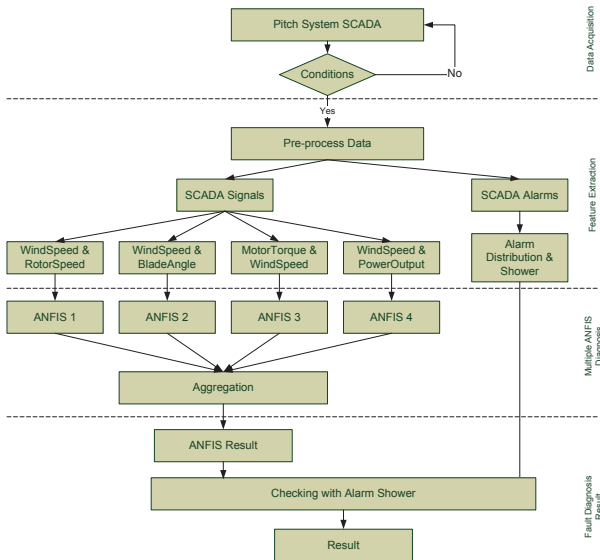 Pitch System SCADA
Data Acquisition
Conditions
No
Yes
Pre-process Data
Feature Extraction
SCADA Signals
SCADA Alarms
WindSpeed &
RotorSpeed
WindSpeed &
BladeAngle
MotorTorque &
WindSpeed
WindSpeed &
PowerOutput
Alarm
Distribution &
Shower
ANFIS 1
ANFIS 2
ANFIS 3
ANFIS 4
Multiple ANFIS
Diagnosis
Aggregation
ANFIS Result
Checking with Alarm Shower
Fault Diagnosis
Result
Result